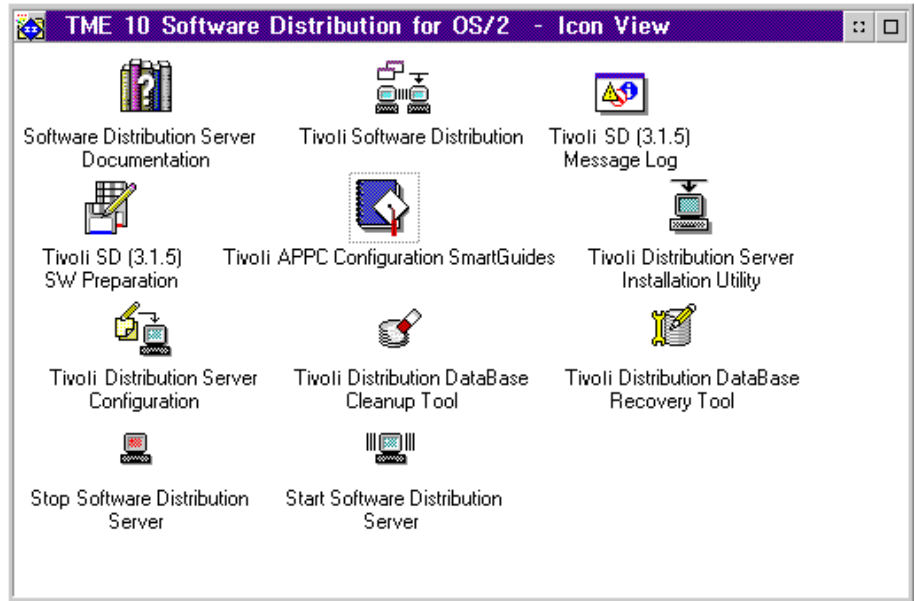 TME 10 Software Distribution for OS/2 - Icon View
Software Distribution Server
Documentation
Tivoli Software Distribution
Tivoli SD (3.1.5)
Message Log
Tivoli SD (3.1.5)
SW Preparation
Tivoli APPC Configuration SmartGuides
Tivoli Distribution Server
Installation Utility
Tivoli Distribution Server
Configuration
Tivoli Distribution DataBase
Cleanup Tool
Tivoli Distribution DataBase
Recovery Tool
Stop Software Distribution
Server
Start Software Distribution
Server